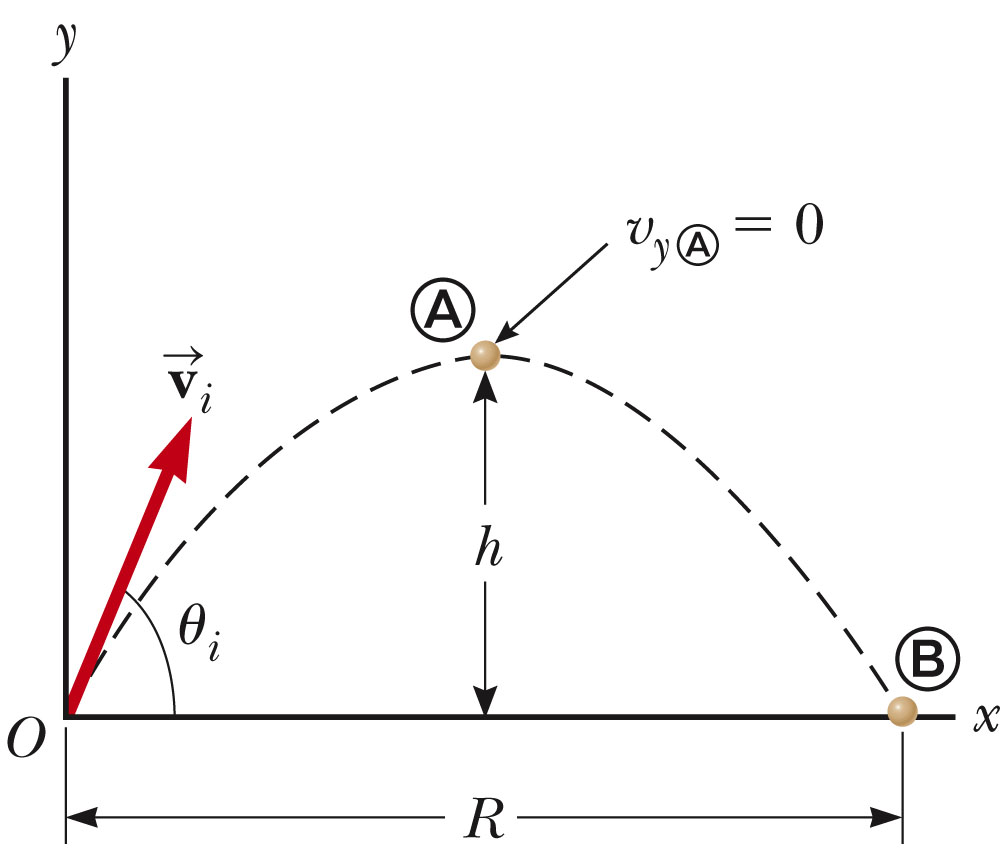 y
v_yⒶ = 0
Ⓐ
v⃗_i
h
θ_i
Ⓑ
O
x
R